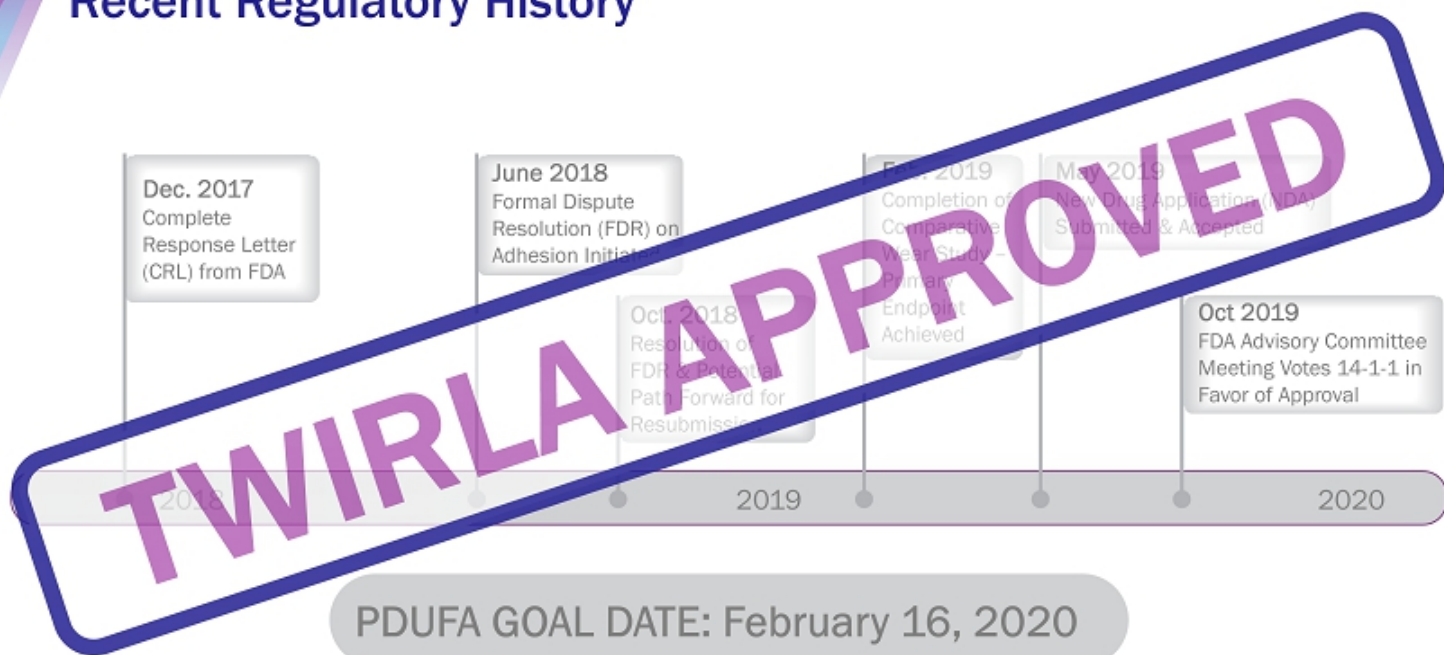 Recent Regulatory History
Dec. 2017
Complete
Response Letter
(CRL) from FDA
June 2018
Formal Dispute
Resolution (FDR) on
Adhesion Initiated
Oct. 2018
Resolution of
FDR & Potential
Path Forward for
Resubmission
Feb. 2019
Completion of
Comparative
Wear Study –
Primary
Endpoint
Achieved
May 2019
New Drug Application (NDA)
Submitted & Accepted
Oct 2019
FDA Advisory Committee
Meeting Votes 14-1-1 in
Favor of Approval
TWIRLA APPROVED
2018
2019
2020
PDUFA GOAL DATE: February 16, 2020